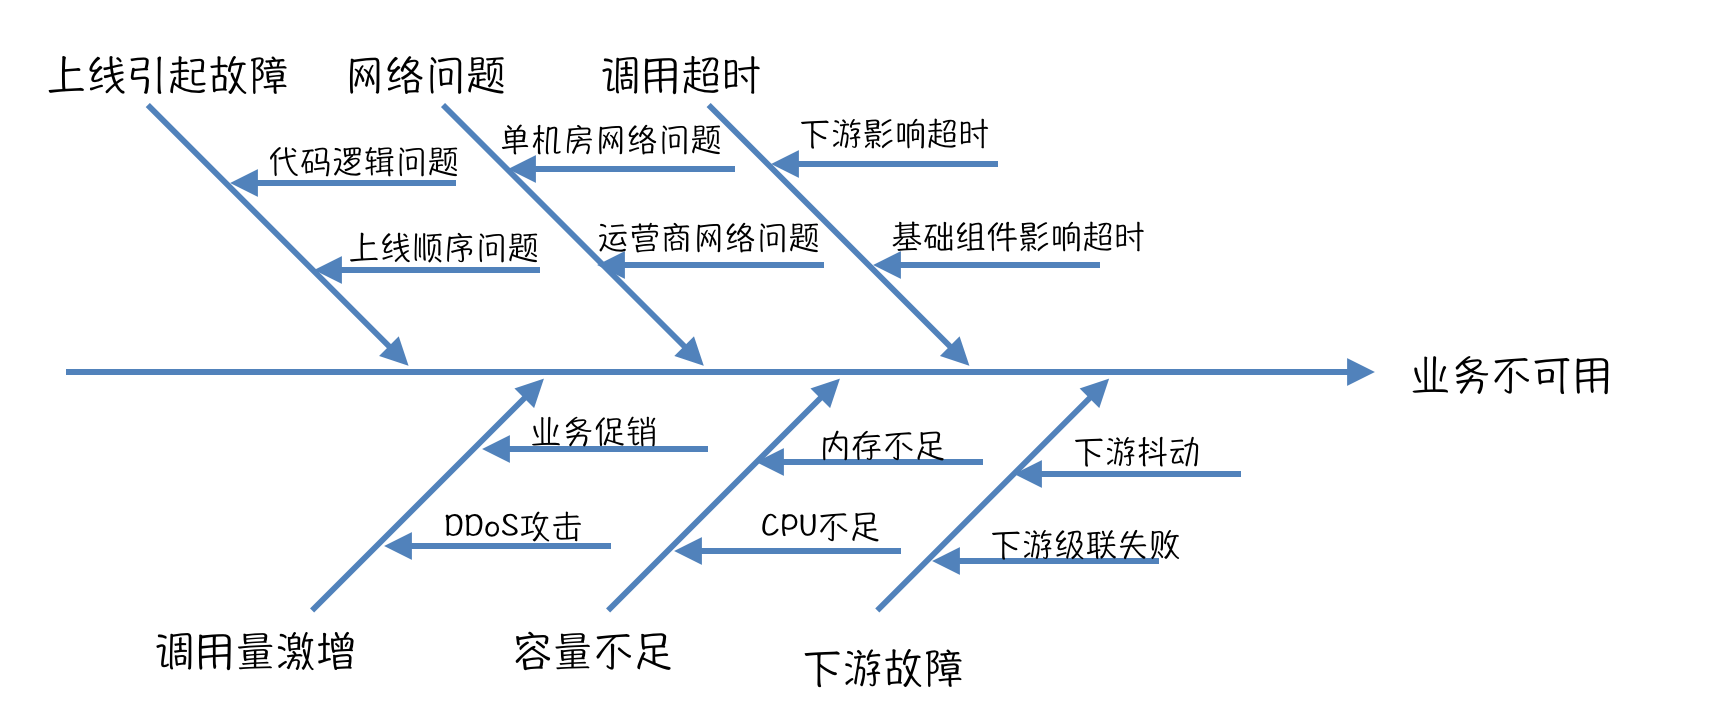 上线引起故障
网络问题
调用超时
代码逻辑问题
单机房网络问题
下游影响超时
上线顺序问题
运营商网络问题
基础组件影响超时
业务不可用
业务促销
内存不足
下游抖动
DDoS攻击
CPU不足
下游级联失败
调用量激增
容量不足
下游故障